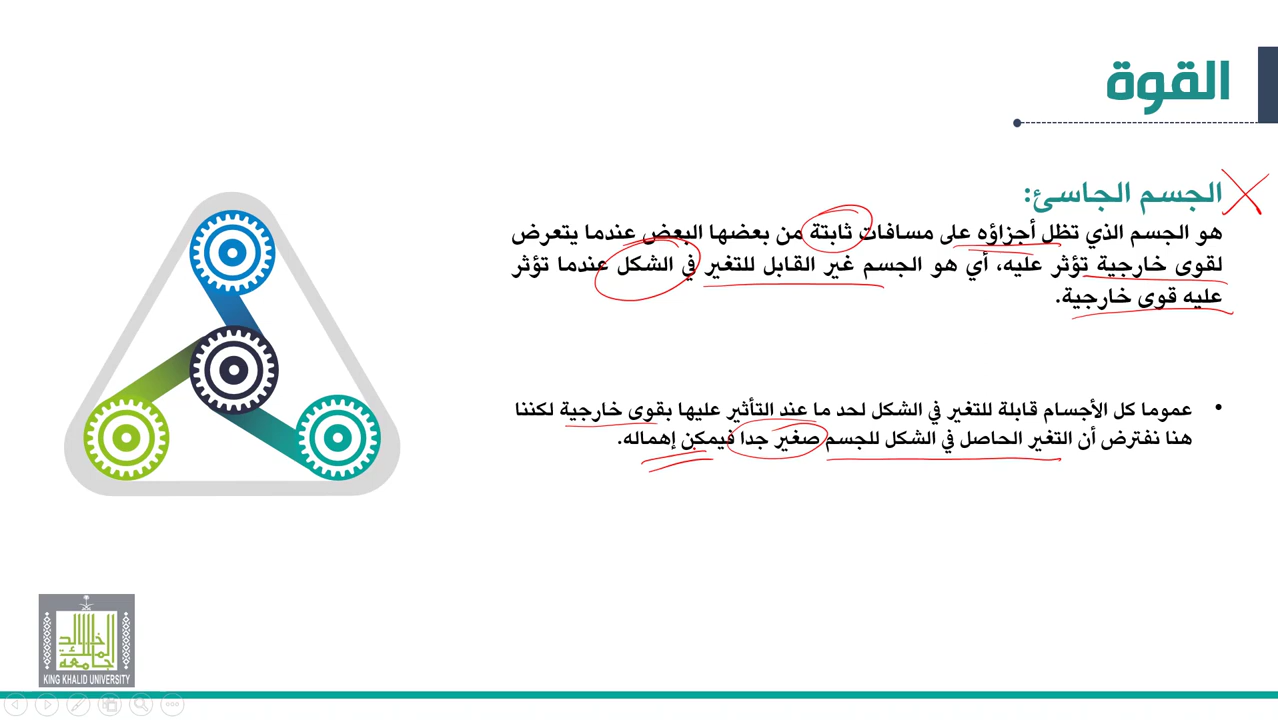 القوة
الجسم الجاسئ:
هو الجسم الذي تظل أجزاؤه على مسافات ثابتة من بعضها البعض عندما يتعرض
لقوى خارجية تؤثر عليه، أي هو الجسم غير القابل للتغير في الشكل عندما تؤثر
عليه قوى خارجية.
• عموما كل الأجسام قابلة للتغير في الشكل لحد ما عند التأثير عليها بقوى خارجية لكننا
هنا نفترض أن التغير الحاصل في الشكل للجسم صغير جدا فيمكن إهماله.
جامعة الملك خالد
KING KHALID UNIVERSITY